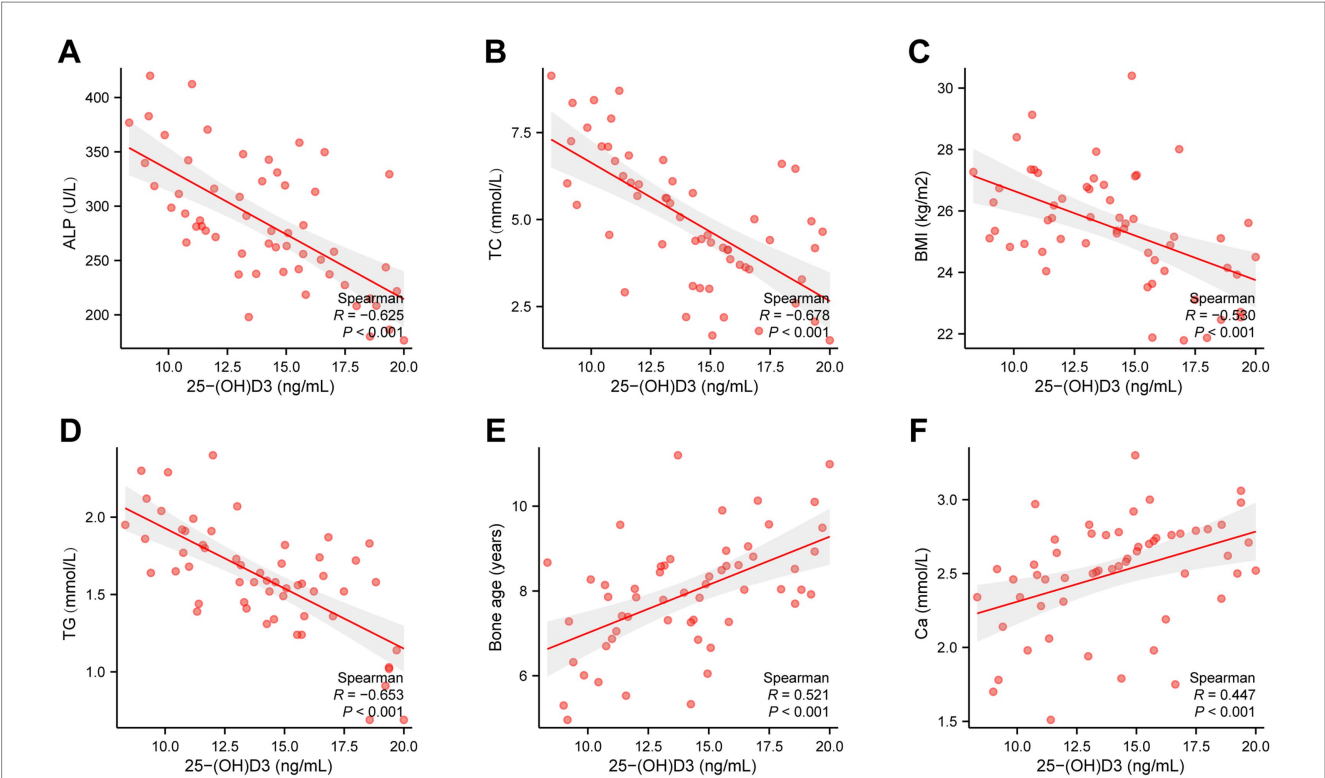 A
ALP (U/L)
400
350
300
250
200
Spearman
R = −0.625
P < 0.001
10.0 12.5 15.0 17.5 20.0
25−(OH)D3 (ng/mL)
B
TC (mmol/L)
7.5
5.0
2.5
Spearman
R = −0.678
P < 0.001
10.0 12.5 15.0 17.5 20.0
25−(OH)D3 (ng/mL)
C
BMI (kg/m2)
30
28
26
24
22
Spearman
R = −0.530
P < 0.001
10.0 12.5 15.0 17.5 20.0
25−(OH)D3 (ng/mL)
D
TG (mmol/L)
2.0
1.5
1.0
Spearman
R = −0.653
P < 0.001
10.0 12.5 15.0 17.5 20.0
25−(OH)D3 (ng/mL)
E
Bone age (years)
10
8
6
Spearman
R = 0.521
P < 0.001
10.0 12.5 15.0 17.5 20.0
25−(OH)D3 (ng/mL)
F
Ca (mmol/L)
3.0
2.5
2.0
1.5
Spearman
R = 0.447
P < 0.001
10.0 12.5 15.0 17.5 20.0
25−(OH)D3 (ng/mL)